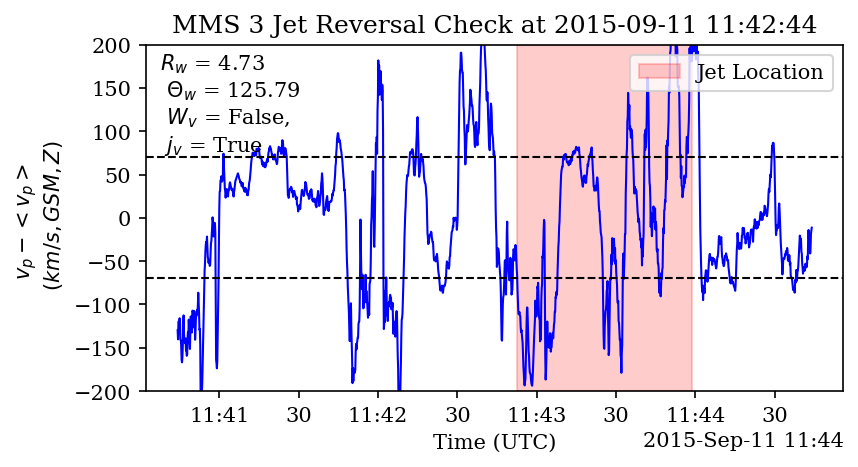 MMS 3 Jet Reversal Check at 2015-09-11 11:42:44
R_w = 4.73
Θ_w = 125.79
W_v = False,
j_v = True
Jet Location
200
150
100
50
0
−50
−100
−150
−200
v_p − < v_p >
(km/s, GSM, Z)
11:41 30 11:42 30 11:43 30 11:44 30
Time (UTC)
2015-Sep-11 11:44